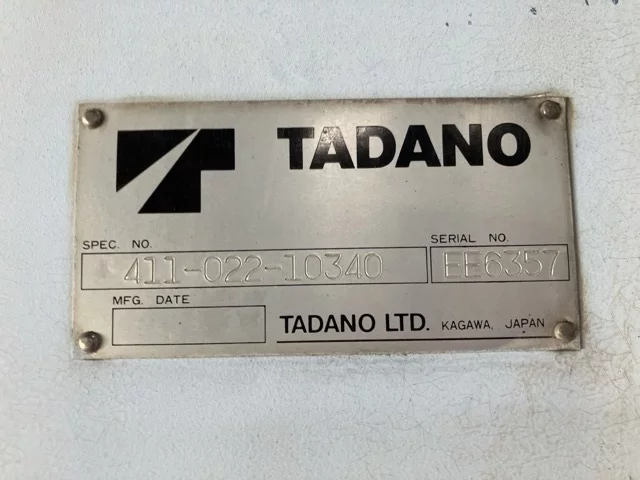 TADANO
SPEC. NO.
411-022-10340
SERIAL NO.
EE6357
MFG. DATE
TADANO LTD. KAGAWA, JAPAN